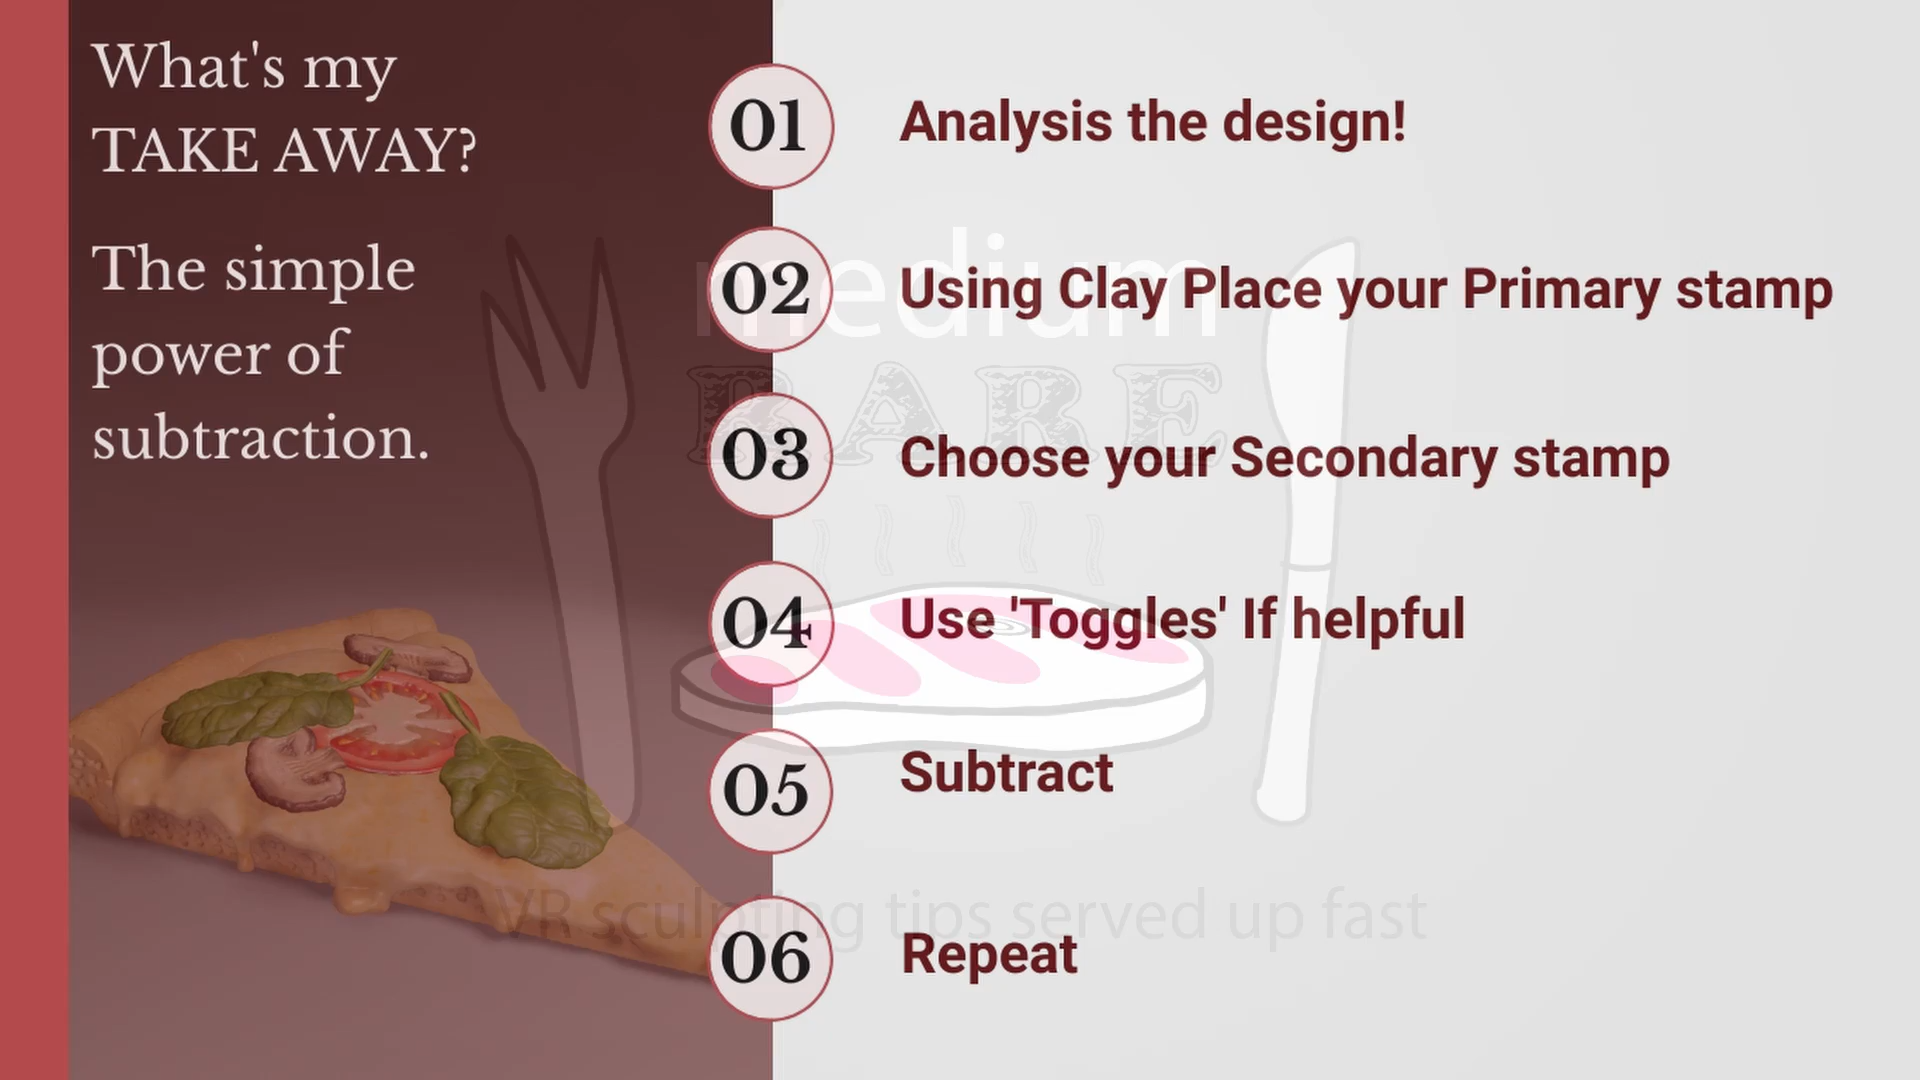 What's my
TAKE AWAY?
The simple
power of
subtraction.
01 Analysis the design!
02 Using Clay Place your Primary stamp
03 Choose your Secondary stamp
04 Use 'Toggles' If helpful
05 Subtract
06 Repeat
medium
RARE
VR sculpting tips served up fast